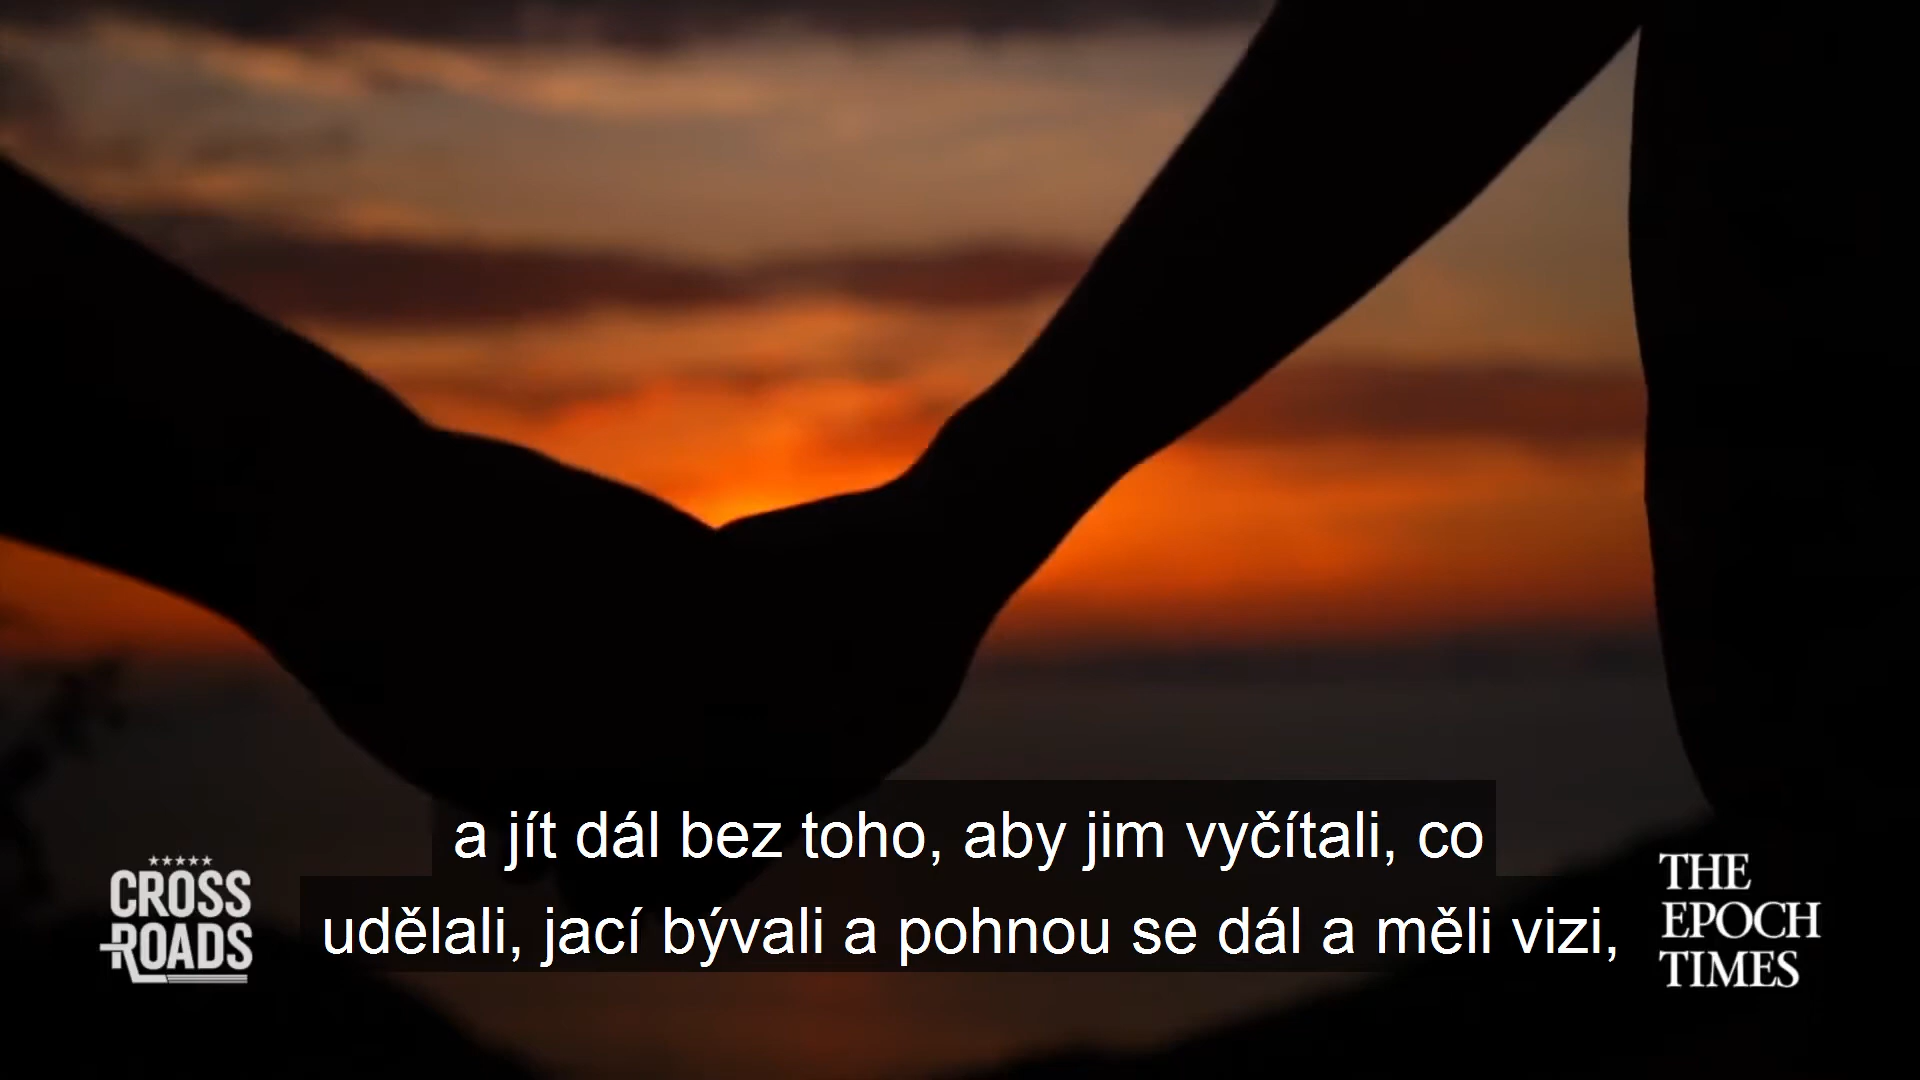 a jít dál bez toho, aby jim vyčítali, co
udělali, jací bývali a pohnou se dál a měli vizi,
CROSS
ROADS
THE
EPOCH
TIMES